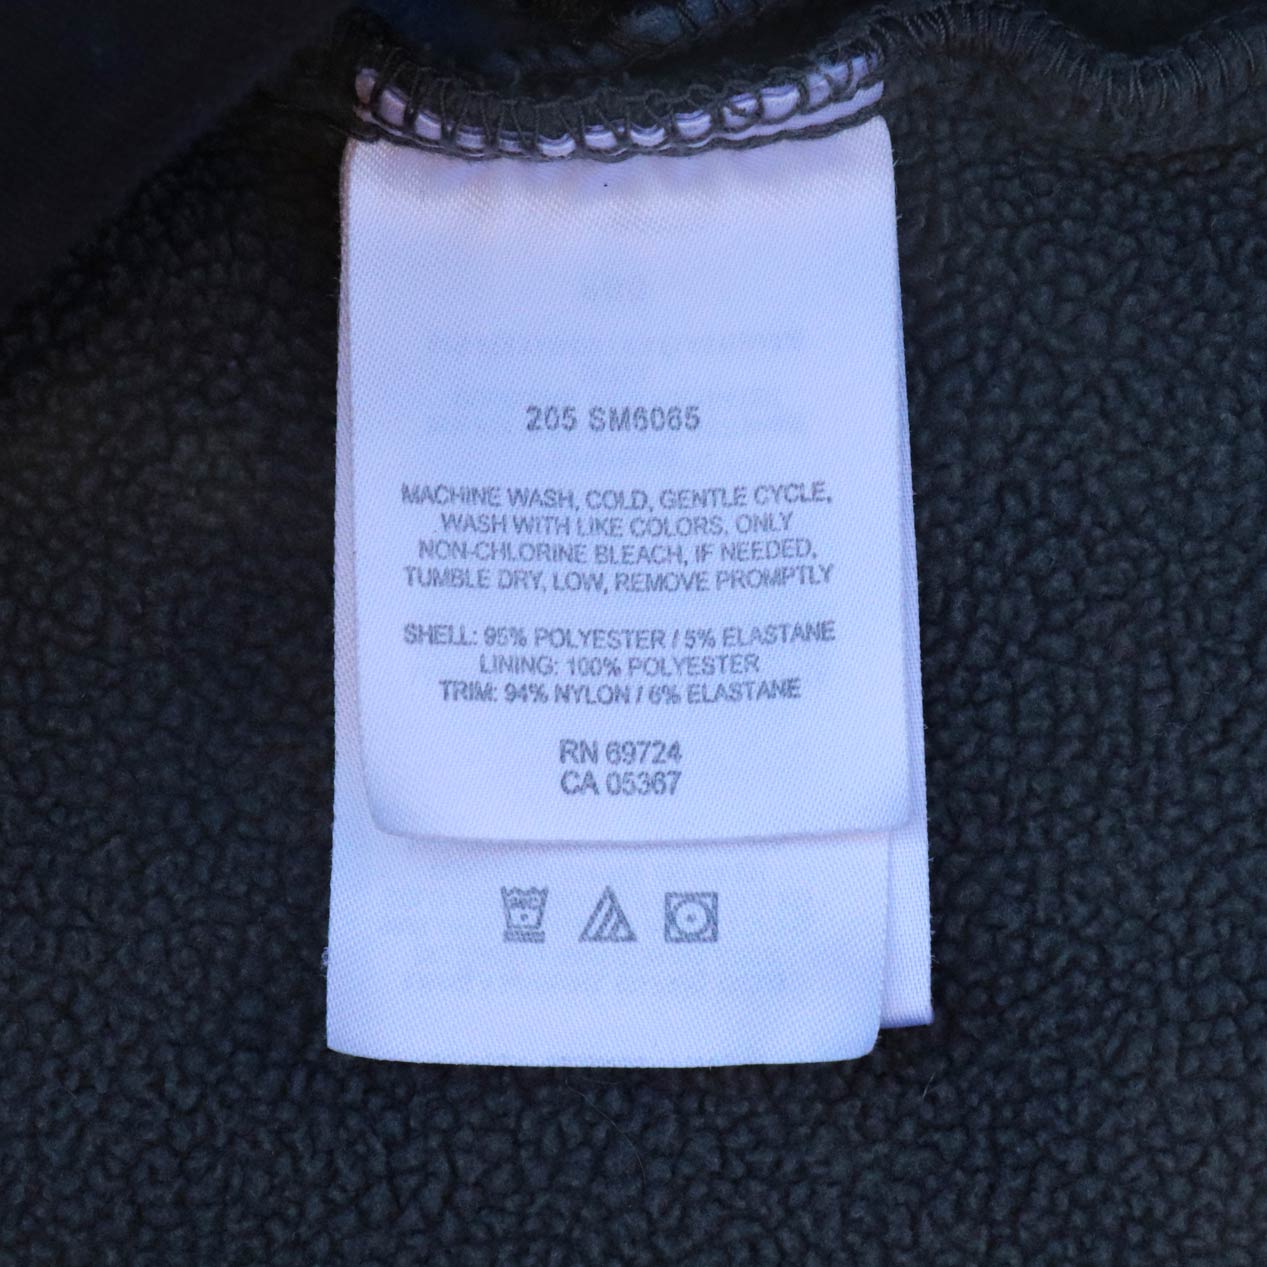 205 SM6065
MACHINE WASH, COLD, GENTLE CYCLE,
WASH WITH LIKE COLORS, ONLY
NON-CHLORINE BLEACH, IF NEEDED,
TUMBLE DRY, LOW, REMOVE PROMPTLY
SHELL: 95% POLYESTER / 5% ELASTANE
LINING: 100% POLYESTER
TRIM: 94% NYLON / 6% ELASTANE
RN 69724
CA 05367